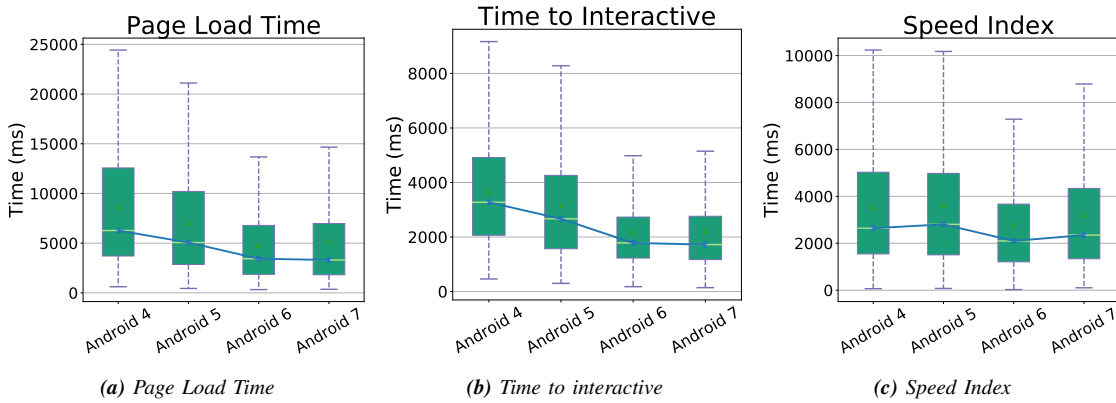 Page Load Time
Time (ms)
25000
20000
15000
10000
5000
0
Android 4
Android 5
Android 6
Android 7
(a) Page Load Time
Time to Interactive
Time (ms)
8000
6000
4000
2000
0
Android 4
Android 5
Android 6
Android 7
(b) Time to interactive
Speed Index
Time (ms)
10000
8000
6000
4000
2000
0
Android 4
Android 5
Android 6
Android 7
(c) Speed Index